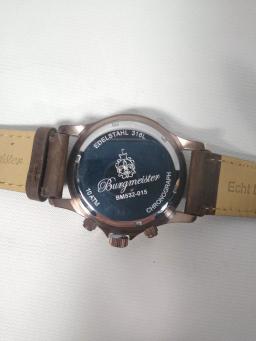 EDELSTAHL 316L
Burgmeister
BM532-015
10 ATM
CHRONOGRAPH
Echt